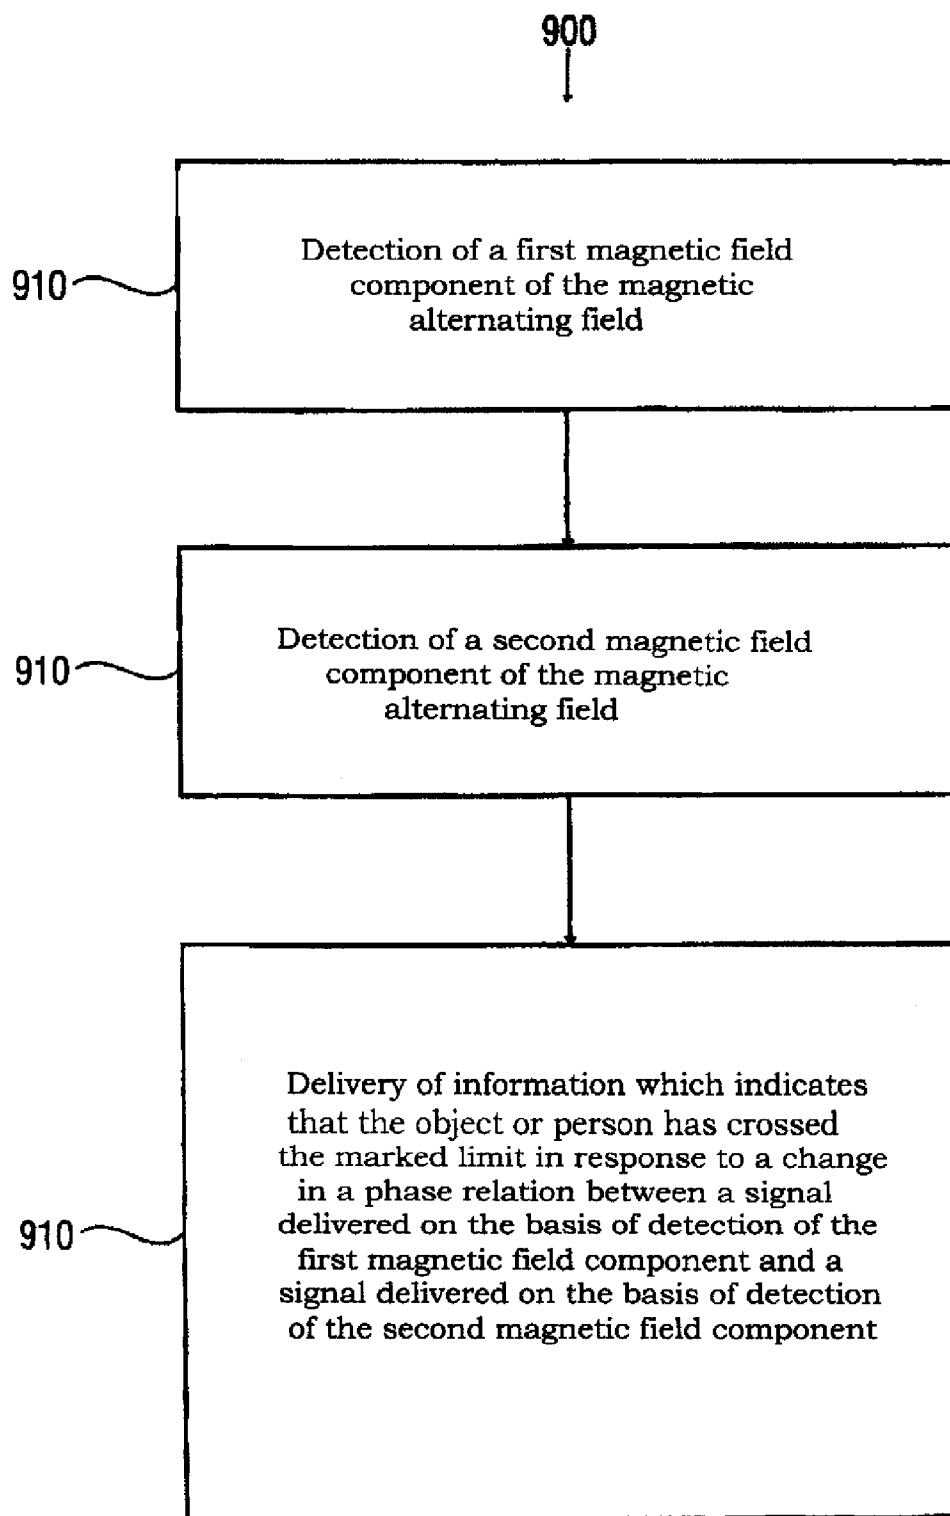 900
910
Detection of a first magnetic field
component of the magnetic
alternating field
910
Detection of a second magnetic field
component of the magnetic
alternating field
910
Delivery of information which indicates
that the object or person has crossed
the marked limit in response to a change
in a phase relation between a signal
delivered on the basis of detection of the
first magnetic field component and a
signal delivered on the basis of detection
of the second magnetic field component